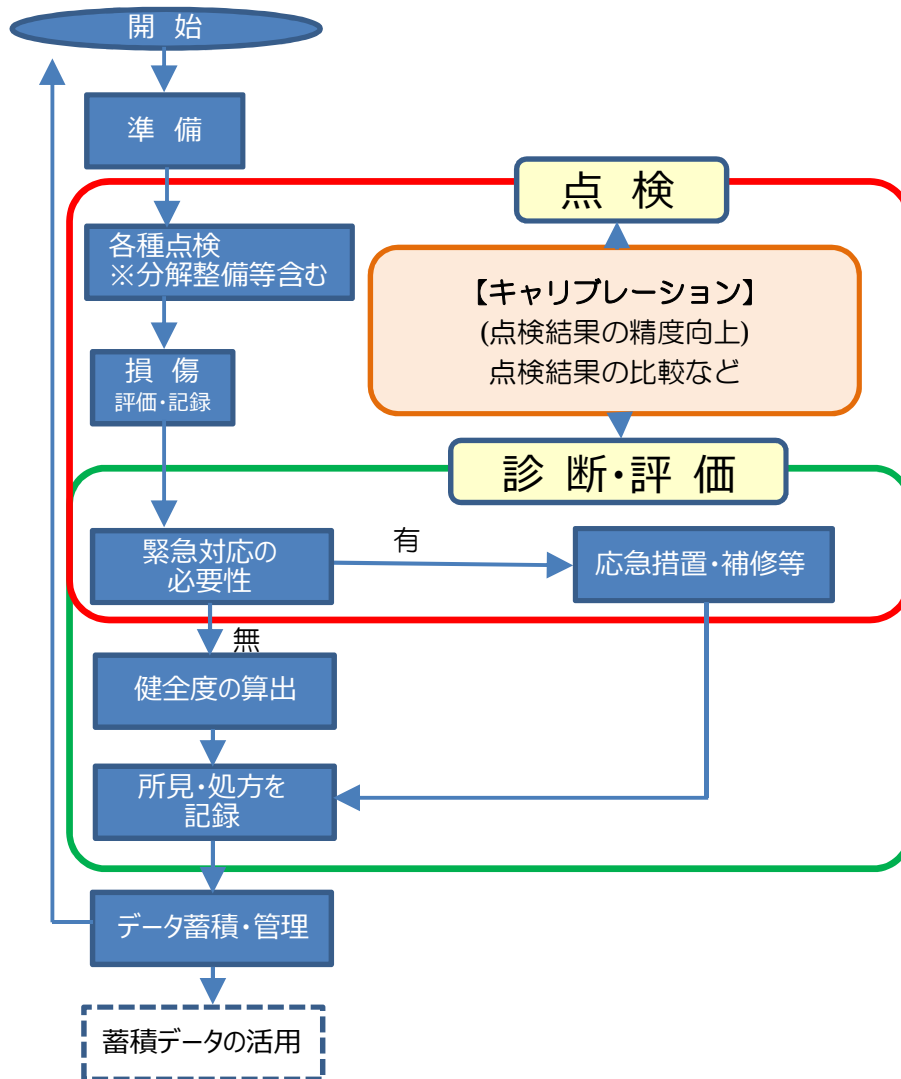 開 始
準 備
点 検
各種点検
※分解整備等含む
【キャリブレーション】
(点検結果の精度向上)
点検結果の比較など
損 傷
評価・記録
診 断・評 価
緊急対応の
必要性
有
応急措置・補修等
無
健全度の算出
所見・処方を
記録
データ蓄積・管理
蓄積データの活用